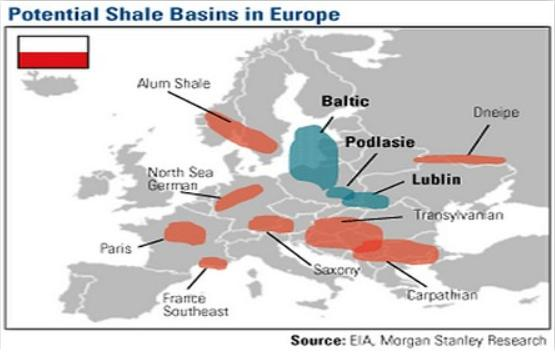 Potential Shale Basins in Europe
Alum Shale
Baltic
Dneipe
Podlasie
North Sea
German
Lublin
Transylvanian
Paris
Saxony
France
Southeast
Carpathian
Source: EIA, Morgan Stanley Research